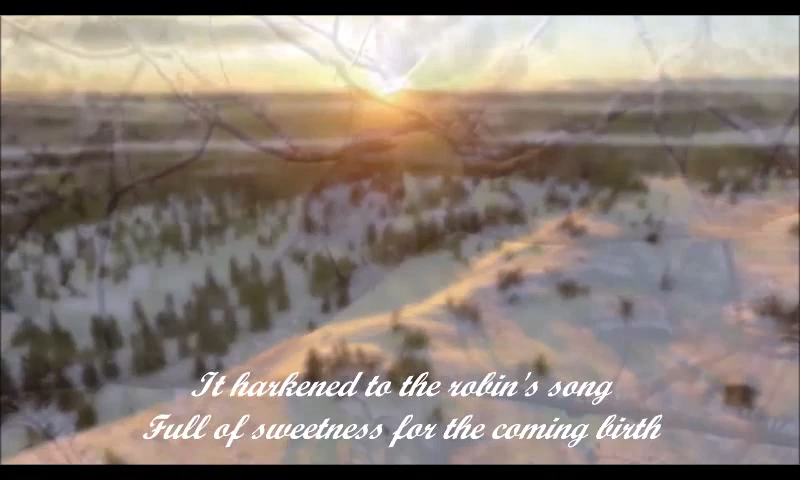 It harkened to the robin's song
Full of sweetness for the coming birth